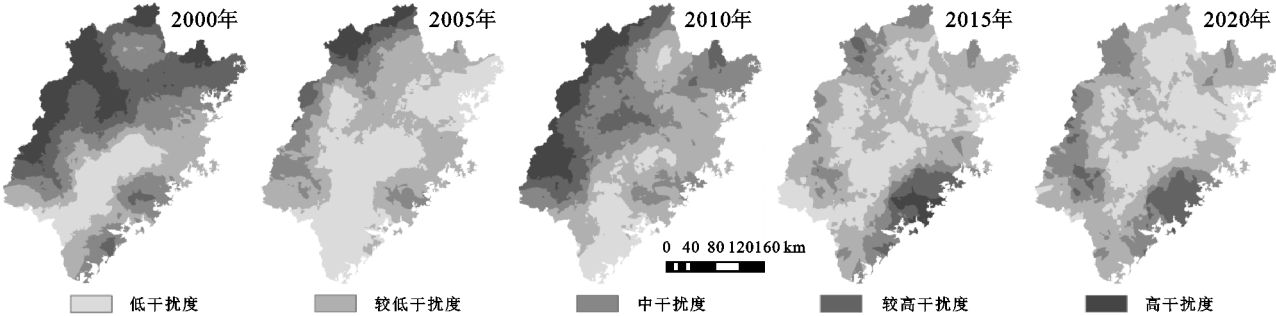 2000年 2005年 2010年 2015年 2020年
0 40 80 120160 km
低干扰度 较低干扰度 中干扰度 较高干扰度 高干扰度